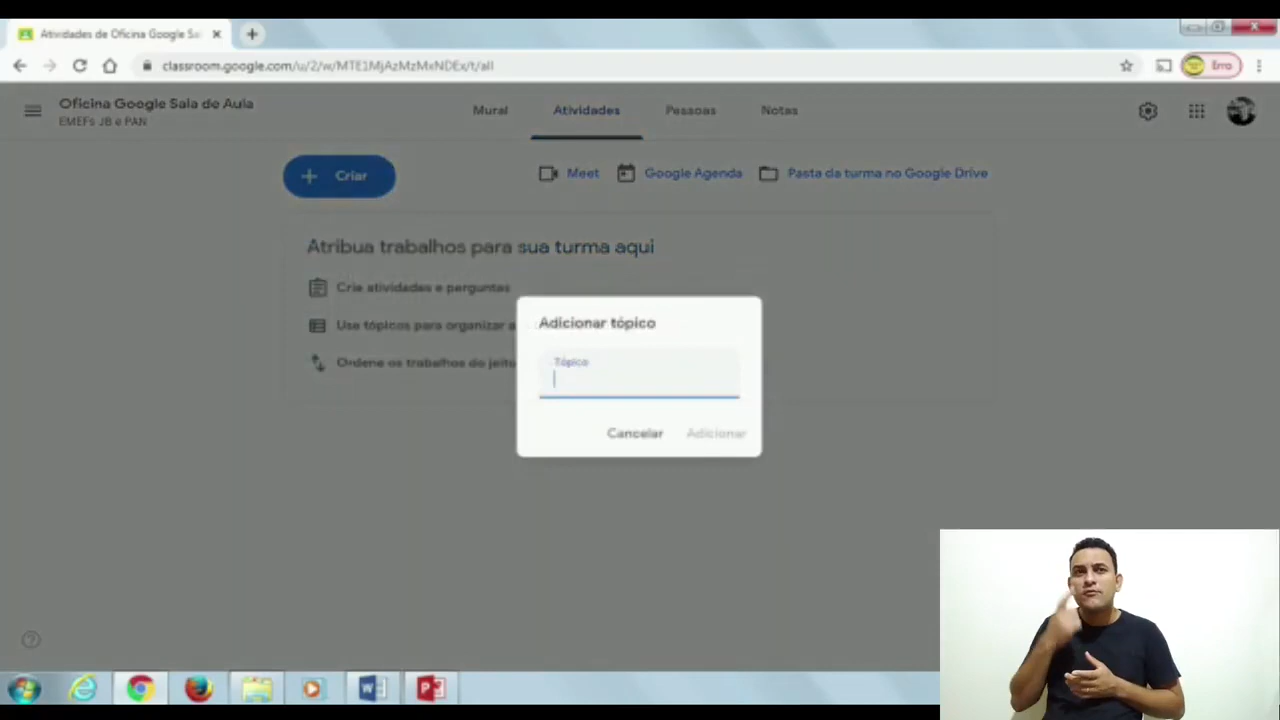 Atividades de Oficina Google Sa
classroom.google.com/u/2/w/MTE1MjAzMzMxNDEx/t/all
Erro
Oficina Google Sala de Aula
EMEFs JB e PAN
Mural
Atividades
Pessoas
Notas
Criar
Meet
Google Agenda
Pasta da turma no Google Drive
Atribua trabalhos para sua turma aqui
Crie atividades e perguntas
Use tópicos para organizar a
Ordene os trabalhos do jeito
Adicionar tópico
Tópico
Cancelar
Adicionar